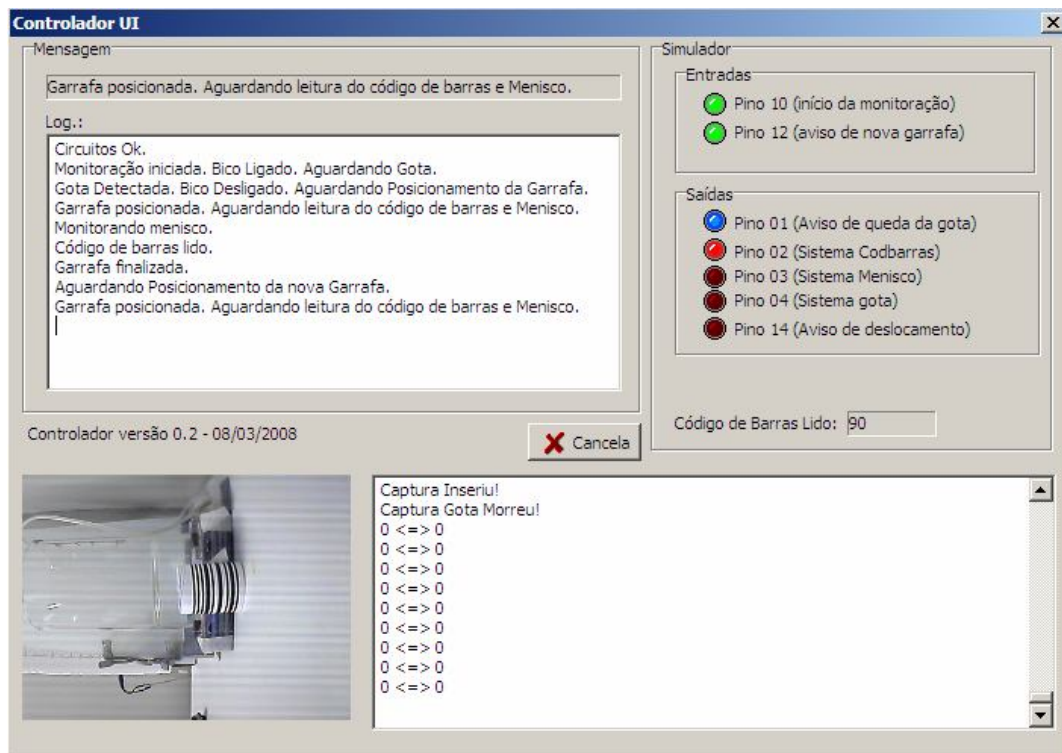 Controlador UI
Mensagem
Garrafa posicionada. Aguardando leitura do código de barras e Menisco.
Log.:
Circuitos Ok.
Monitoração iniciada. Bico Ligado. Aguardando Gota.
Gota Detectada. Bico Desligado. Aguardando Posicionamento da Garrafa.
Garrafa posicionada. Aguardando leitura do código de barras e Menisco.
Monitorando menisco.
Código de barras lido.
Garrafa finalizada.
Aguardando Posicionamento da nova Garrafa.
Garrafa posicionada. Aguardando leitura do código de barras e Menisco.
Simulador
Entradas
Pino 10 (início da monitoração)
Pino 12 (aviso de nova garrafa)
Saídas
Pino 01 (Aviso de queda da gota)
Pino 02 (Sistema Codbarras)
Pino 03 (Sistema Menisco)
Pino 04 (Sistema gota)
Pino 14 (Aviso de deslocamento)
Código de Barras Lido: 90
Controlador versão 0.2 - 08/03/2008
Cancela
Captura Inseriu!
Captura Gota Morreu!
0 <=> 0
0 <=> 0
0 <=> 0
0 <=> 0
0 <=> 0
0 <=> 0
0 <=> 0
0 <=> 0
0 <=> 0